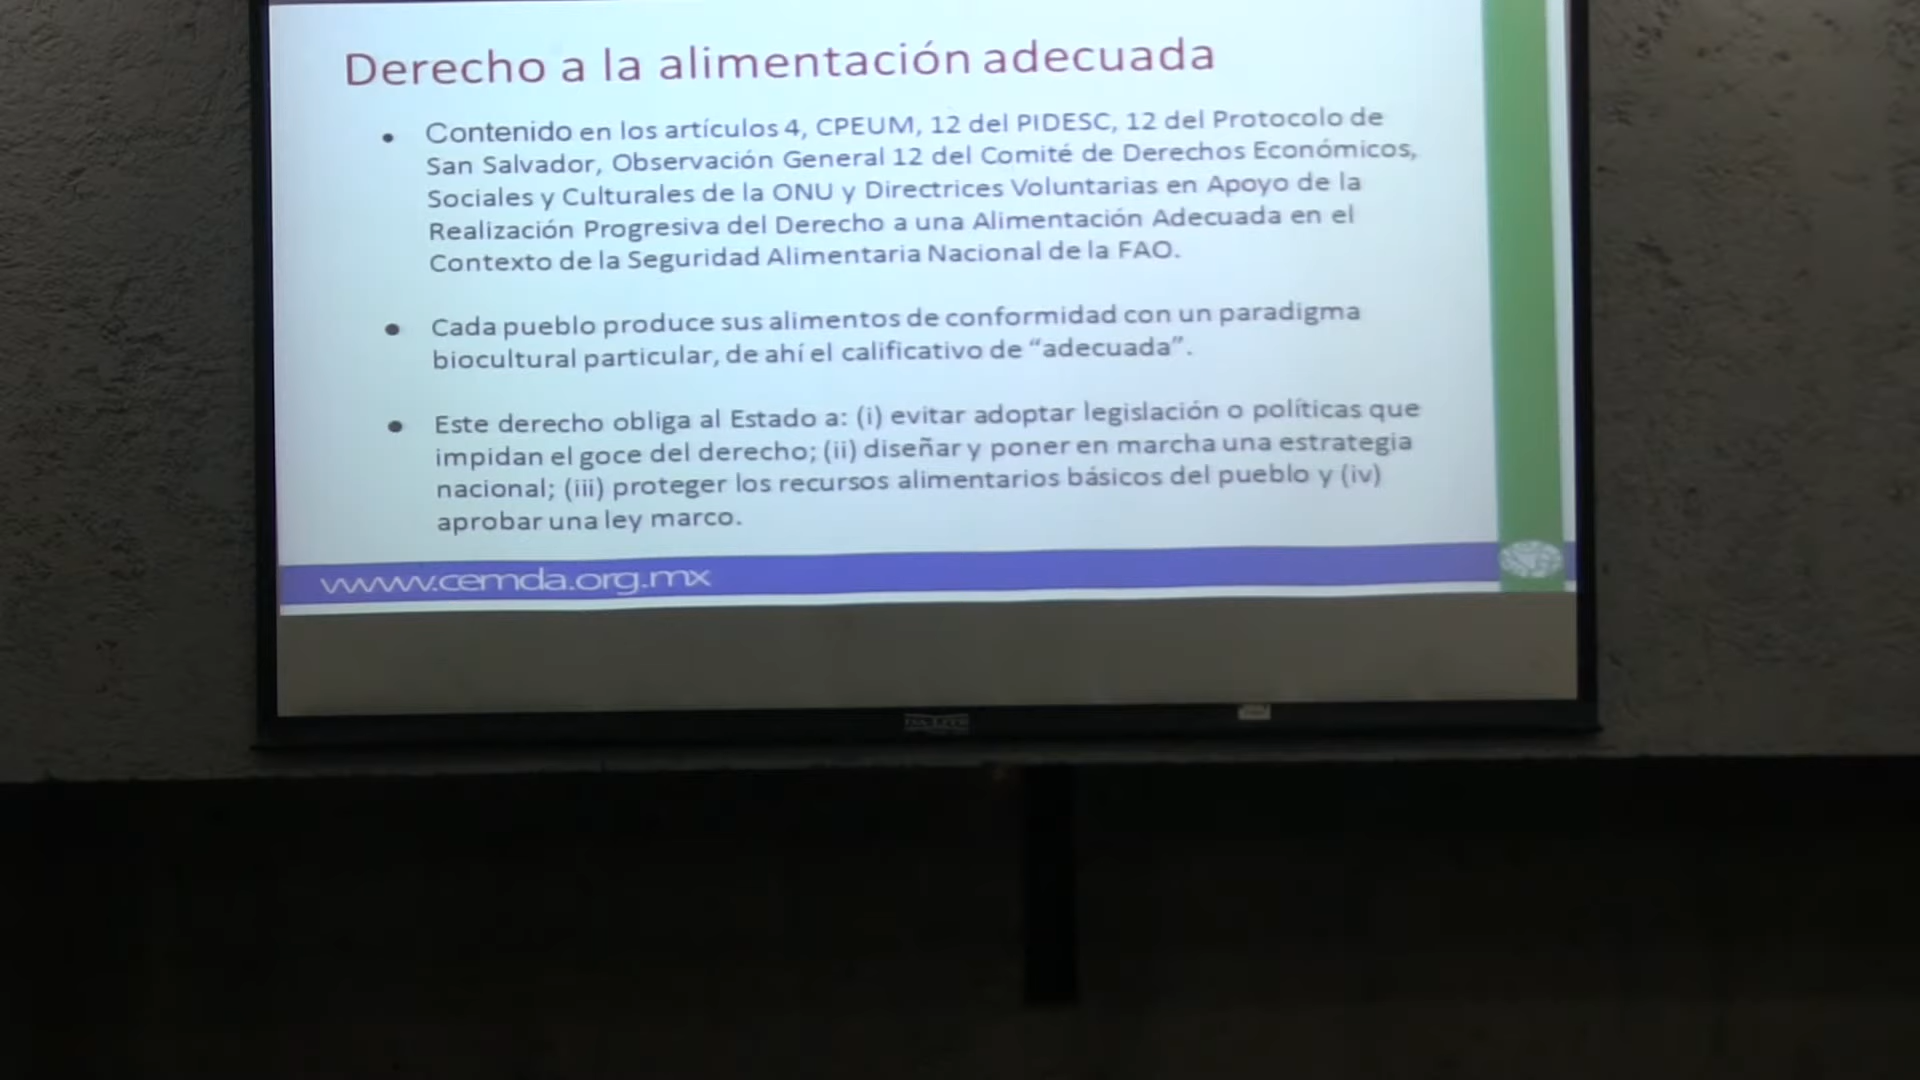 Derecho a la alimentación adecuada
• Contenido en los artículos 4, CPEUM, 12 del PIDESC, 12 del Protocolo de
San Salvador, Observación General 12 del Comité de Derechos Económicos,
Sociales y Culturales de la ONU y Directrices Voluntarias en Apoyo de la
Realización Progresiva del Derecho a una Alimentación Adecuada en el
Contexto de la Seguridad Alimentaria Nacional de la FAO.
• Cada pueblo produce sus alimentos de conformidad con un paradigma
biocultural particular, de ahí el calificativo de “adecuada”.
• Este derecho obliga al Estado a: (i) evitar adoptar legislación o políticas que
impidan el goce del derecho; (ii) diseñar y poner en marcha una estrategia
nacional; (iii) proteger los recursos alimentarios básicos del pueblo y (iv)
aprobar una ley marco.
www.cemda.org.mx
DA-LITE